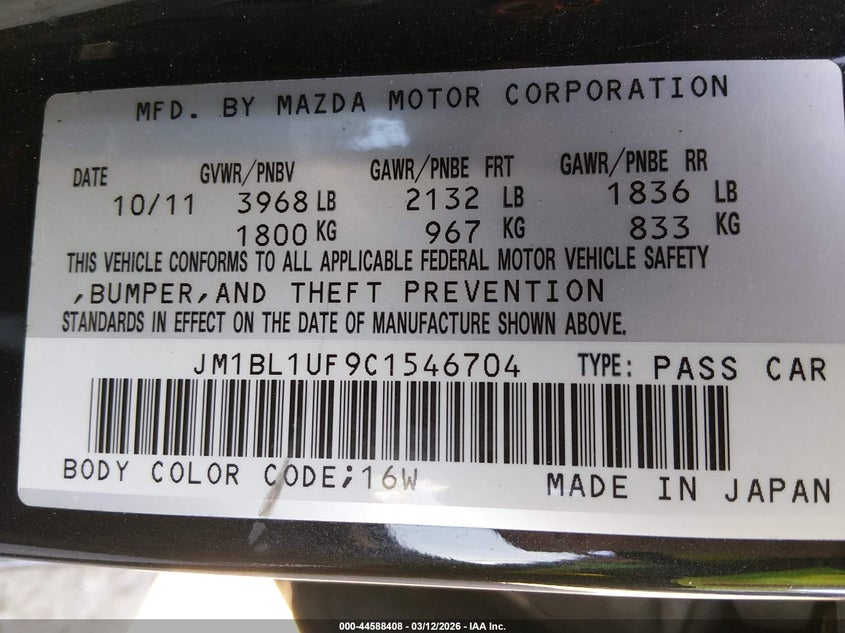 MFD. BY MAZDA MOTOR CORPORATION
DATE GVWR/PNBV GAWR/PNBE FRT GAWR/PNBE RR
10/11 3968 LB 2132 LB 1836 LB
1800 KG 967 KG 833 KG
THIS VEHICLE CONFORMS TO ALL APPLICABLE FEDERAL MOTOR VEHICLE SAFETY
,BUMPER,AND THEFT PREVENTION
STANDARDS IN EFFECT ON THE DATE OF MANUFACTURE SHOWN ABOVE.
JM1BL1UF9C1546704 TYPE: PASS CAR
BODY COLOR CODE;16W MADE IN JAPAN
000-44588408 - 03/12/2026 - IAA Inc.